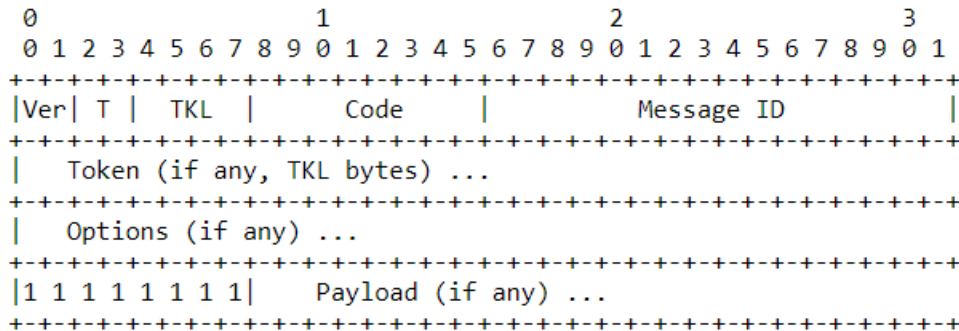 0                   1                   2                   3
 0 1 2 3 4 5 6 7 8 9 0 1 2 3 4 5 6 7 8 9 0 1 2 3 4 5 6 7 8 9 0 1
+-+-+-+-+-+-+-+-+-+-+-+-+-+-+-+-+-+-+-+-+-+-+-+-+-+-+-+-+-+-+-+-+
|Ver| T |  TKL  |      Code     |          Message ID           |
+-+-+-+-+-+-+-+-+-+-+-+-+-+-+-+-+-+-+-+-+-+-+-+-+-+-+-+-+-+-+-+-+
|   Token (if any, TKL bytes) ...
+-+-+-+-+-+-+-+-+-+-+-+-+-+-+-+-+-+-+-+-+-+-+-+-+-+-+-+-+-+-+-+-+
|   Options (if any) ...
+-+-+-+-+-+-+-+-+-+-+-+-+-+-+-+-+-+-+-+-+-+-+-+-+-+-+-+-+-+-+-+-+
|1 1 1 1 1 1 1 1|    Payload (if any) ...
+-+-+-+-+-+-+-+-+-+-+-+-+-+-+-+-+-+-+-+-+-+-+-+-+-+-+-+-+-+-+-+-+